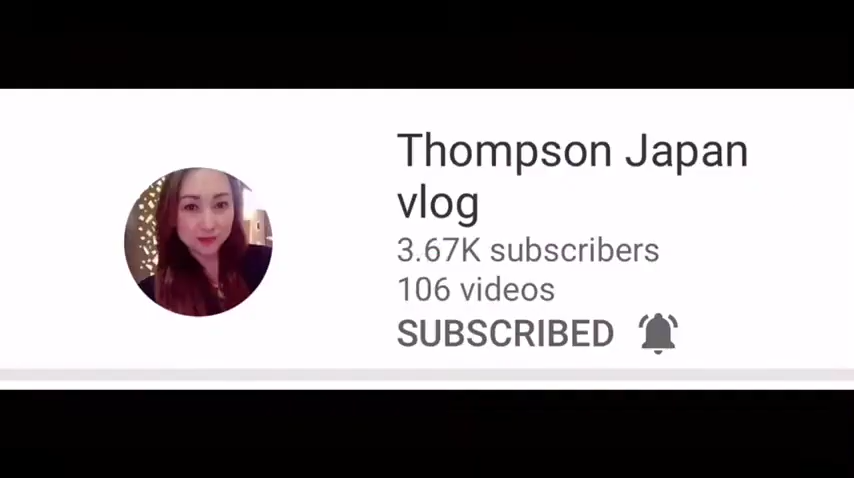 Thompson Japan
vlog
3.67K subscribers
106 videos
SUBSCRIBED